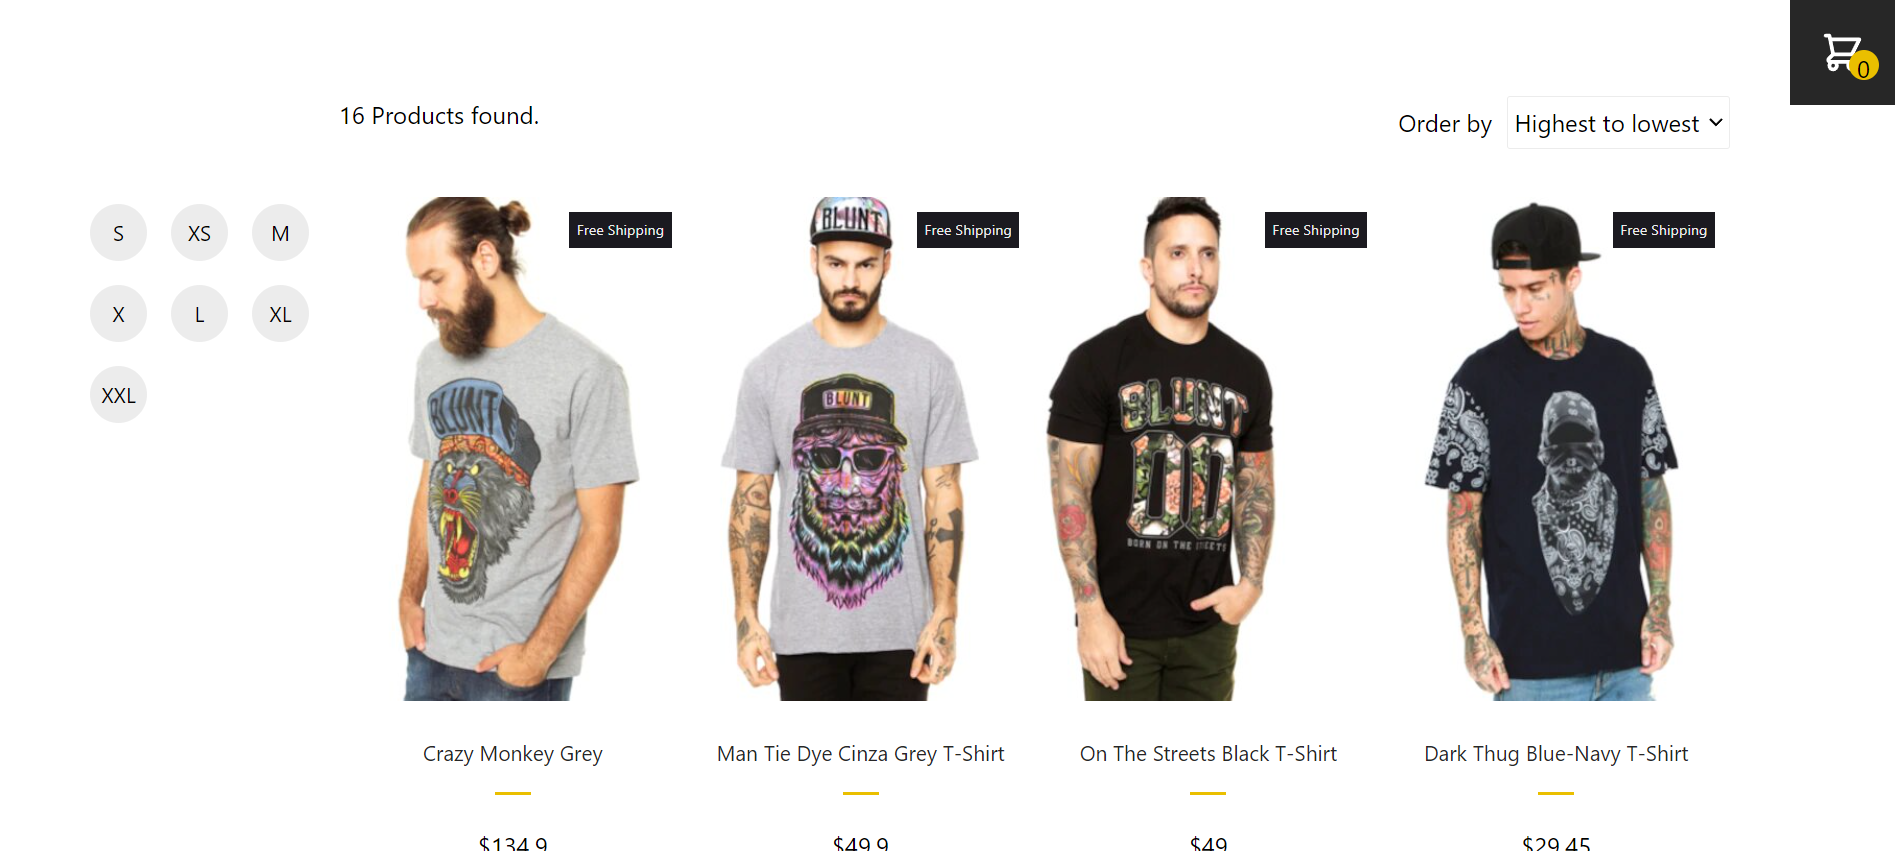 0
16 Products found.
Order by Highest to lowest
S XS M
X L XL
XXL
Free Shipping
Free Shipping
Free Shipping
Free Shipping
BLUNT
BLUNT
BLUNT
BLUNT
00
BORN ON THE STREETS
Crazy Monkey Grey
Man Tie Dye Cinza Grey T-Shirt
On The Streets Black T-Shirt
Dark Thug Blue-Navy T-Shirt
$134.9
$49.9
$49
$29.45